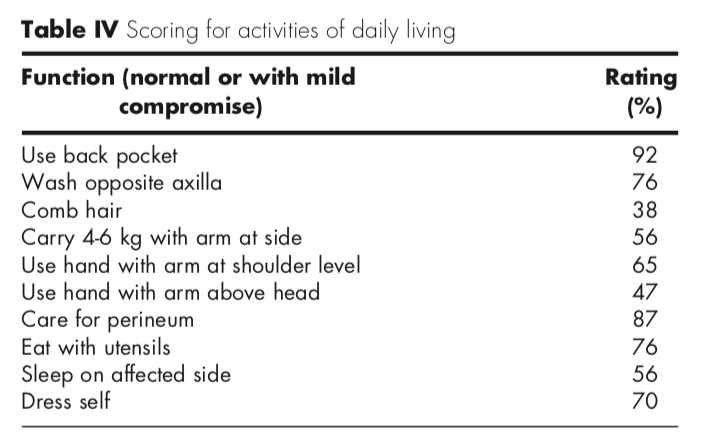 Table IV Scoring for activities of daily living
Function (normal or with mild Rating
compromise) (%)
Use back pocket 92
Wash opposite axilla 76
Comb hair 38
Carry 4-6 kg with arm at side 56
Use hand with arm at shoulder level 65
Use hand with arm above head 47
Care for perineum 87
Eat with utensils 76
Sleep on affected side 56
Dress self 70